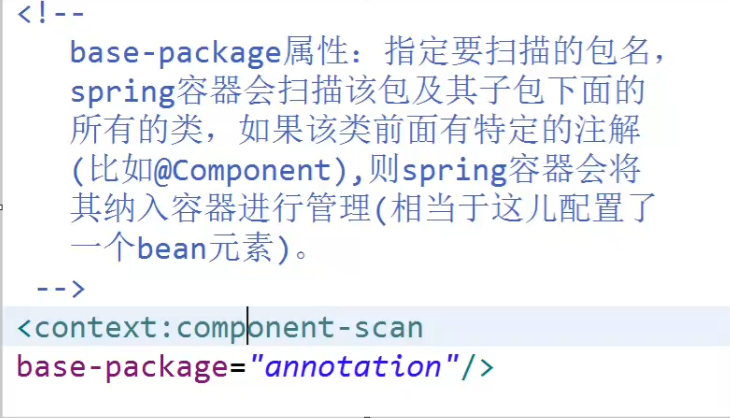 <!--
base-package属性：指定要扫描的包名，
spring容器会扫描该包及其子包下面的
所有的类，如果该类前面有特定的注解
(比如@Component),则spring容器会将
其纳入容器进行管理(相当于这儿配置了
一个bean元素)。
-->
<context:component-scan
base-package="annotation"/>